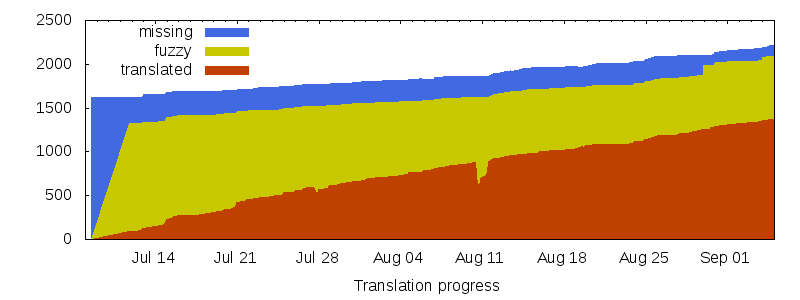 2500
2000
1500
1000
500
0
missing
fuzzy
translated
Jul 14 Jul 21 Jul 28 Aug 04 Aug 11 Aug 18 Aug 25 Sep 01
Translation progress